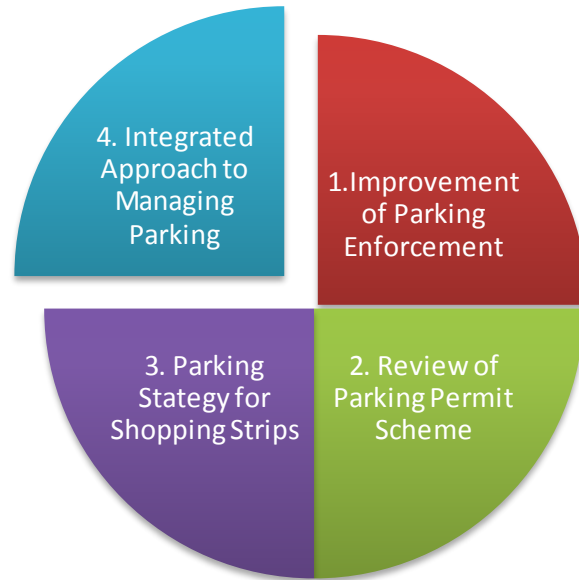 1.Improvement
of Parking
Enforcement
2. Review of
Parking Permit
Scheme
3. Parking
Stategy for
Shopping Strips
4. Integrated
Approach to
Managing
Parking